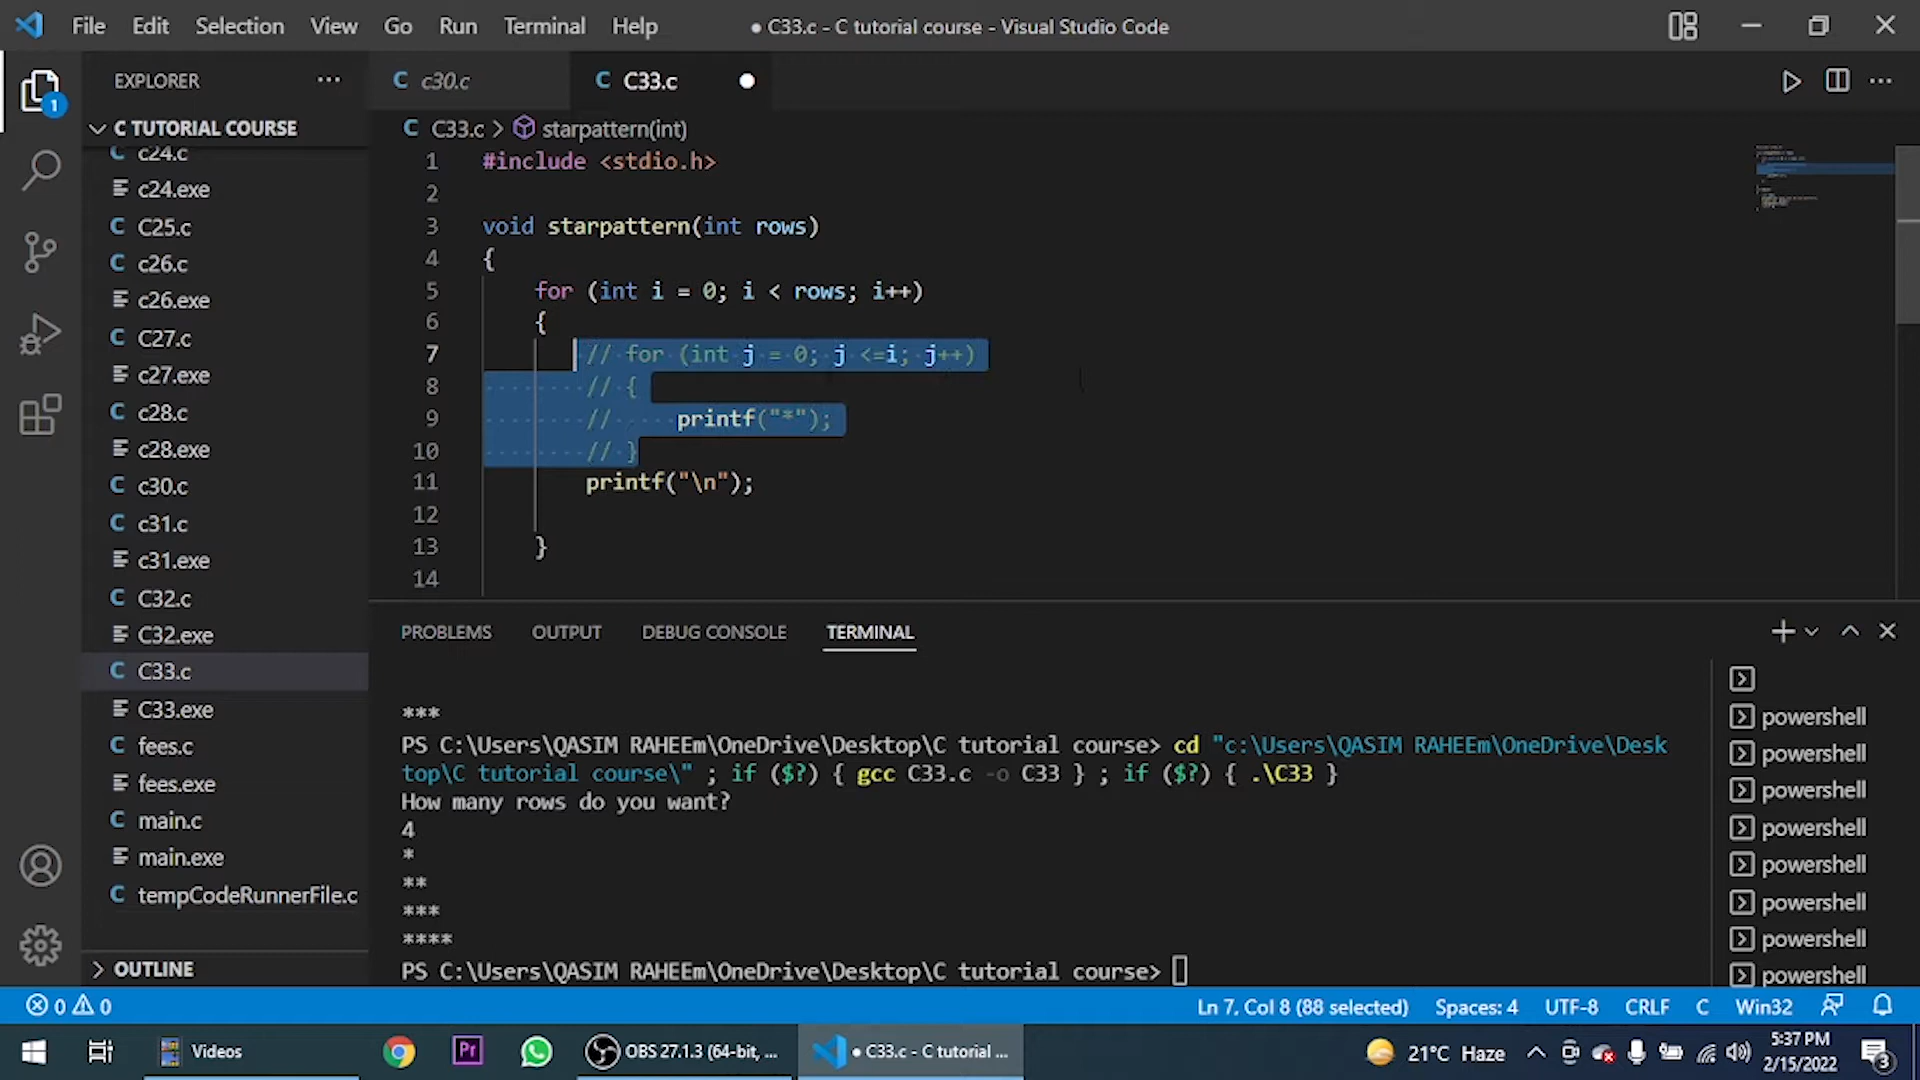 File Edit Selection View Go Run Terminal Help ● C33.c - C tutorial course - Visual Studio Code
EXPLORER ···
C c30.c C C33.c ●
C TUTORIAL COURSE
C C33.c > starpattern(int)
C c24.c
c24.exe
C C25.c
C c26.c
c26.exe
C C27.c
c27.exe
C c28.c
c28.exe
C c30.c
C c31.c
c31.exe
C C32.c
C32.exe
C C33.c
C33.exe
C fees.c
fees.exe
C main.c
main.exe
C tempCodeRunnerFile.c
OUTLINE
1
1 #include <stdio.h>
2
3 void starpattern(int rows)
4 {
5 for (int i = 0; i < rows; i++)
6 {
7 // for (int j = 0; j <=i; j++)
8 // {
9 // printf("*");
10 // }
11 printf("\n");
12
13 }
14
PROBLEMS OUTPUT DEBUG CONSOLE TERMINAL
***
PS C:\Users\QASIM RAHEEm\OneDrive\Desktop\C tutorial course> cd "c:\Users\QASIM RAHEEm\OneDrive\Desk
top\C tutorial course\" ; if ($?) { gcc C33.c -o C33 } ; if ($?) { .\C33 }
How many rows do you want?
4
*
**
***
****
PS C:\Users\QASIM RAHEEm\OneDrive\Desktop\C tutorial course>
powershell
powershell
powershell
powershell
powershell
powershell
powershell
powershell
0 0 Ln 7, Col 8 (88 selected) Spaces: 4 UTF-8 CRLF C Win32
Videos Pr OBS 27.1.3 (64-bit, ... ● C33.c - C tutorial ... 21°C Haze 5:37 PM
2/15/2022 3